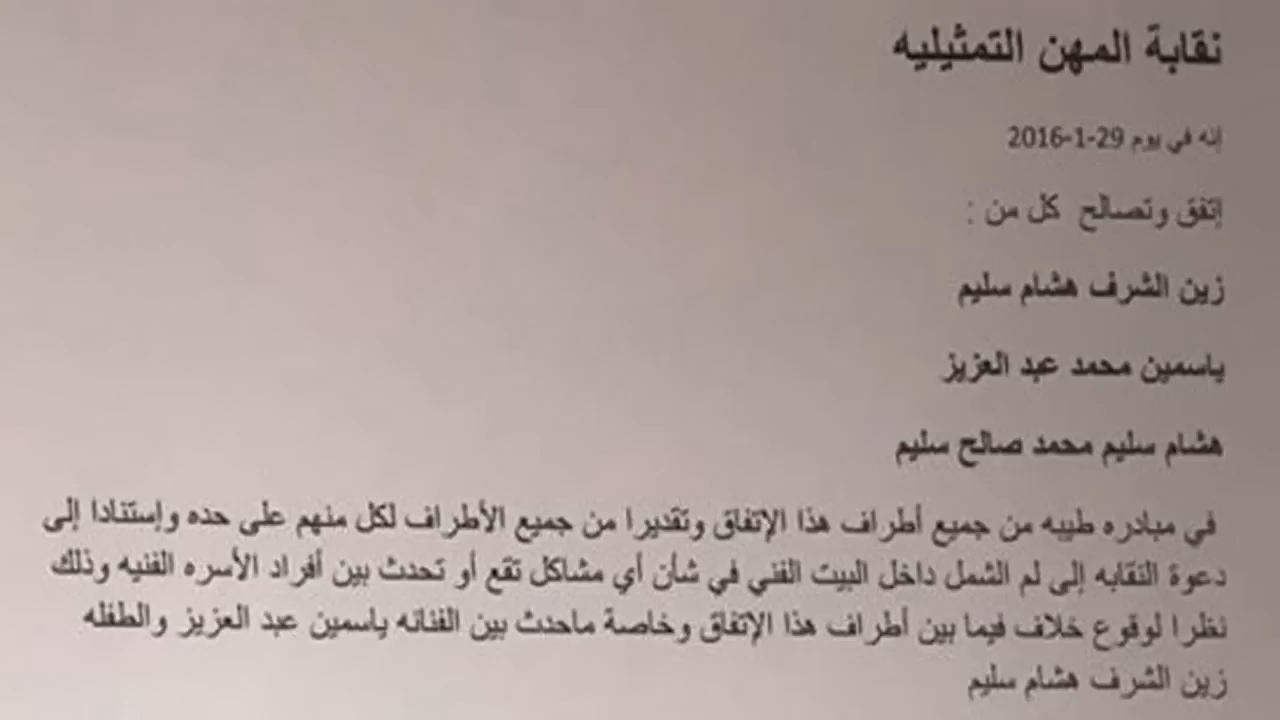 نقابة المهن التمثيليه
إنه في يوم 29-1-2016
إتفق وتصالح كل من :
زين الشرف هشام سليم
ياسمين محمد عبد العزيز
هشام سليم محمد صالح سليم
في مبادره طيبه من جميع أطراف هذا الإتفاق وتقديرا من جميع الأطراف لكل منهم على حده وإستنادا إلى
دعوة النقابه إلى لم الشمل داخل البيت الفني في شأن أي مشاكل تقع أو تحدث بين أفراد الأسره الفنيه وذلك
نظرا لوقوع خلاف فيما بين أطراف هذا الإتفاق وخاصة ماحدث بين الفنانه ياسمين عبد العزيز والطفله
زين الشرف هشام سليم